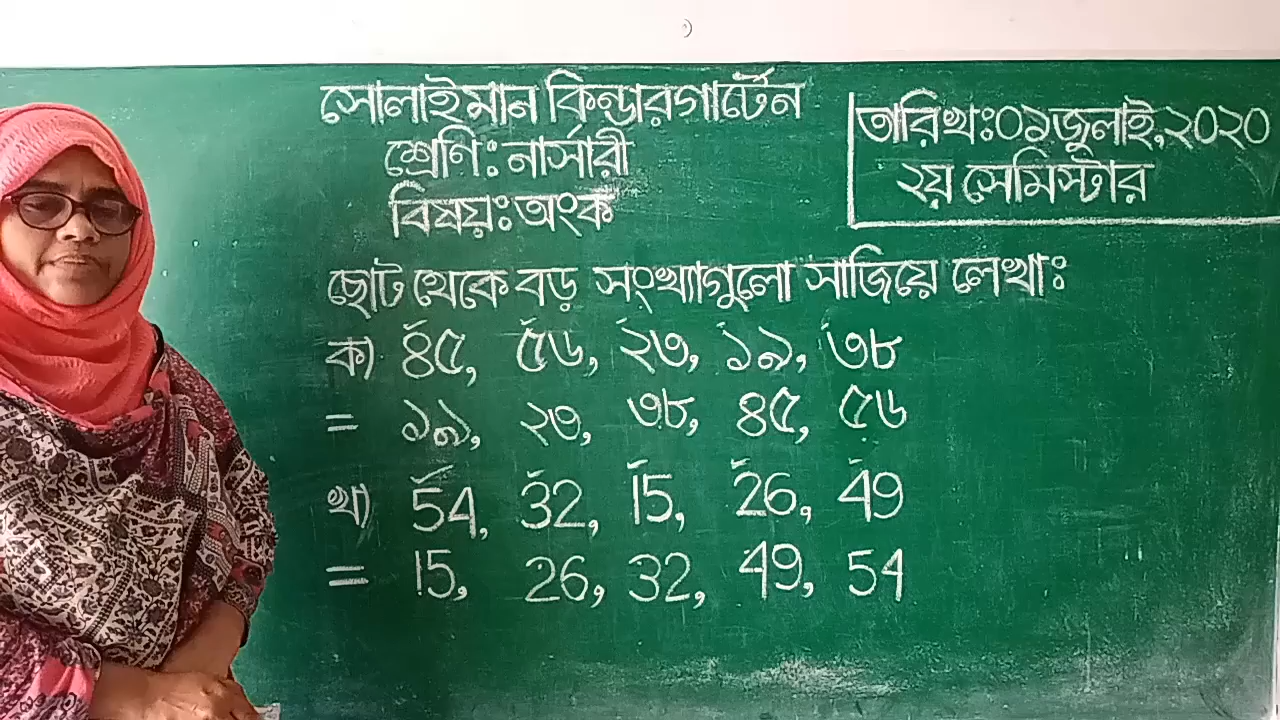 সোলাইমান কিন্ডারগার্টেন
শ্রেণি: নার্সারী
বিষয়: অংক
তারিখ: ০১ জুলাই, ২০২০
২য় সেমিস্টার
ছোট থেকে বড় সংখ্যাগুলো সাজিয়ে লেখা:
ক) ৪৫, ৫৬, ২৩, ১৯, ৩৮
= ১৯, ২৩, ৩৮, ৪৫, ৫৬
খ) 54, 32, 15, 26, 49
= 15, 26, 32, 49, 54